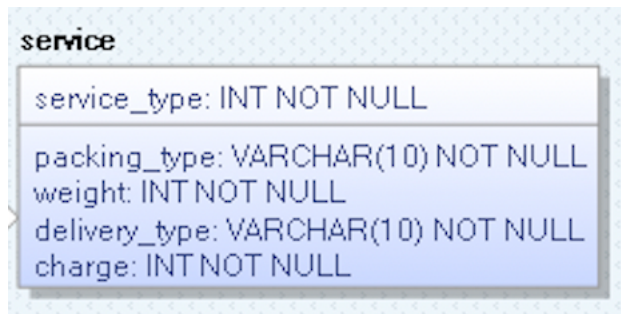 service
service_type: INT NOT NULL
packing_type: VARCHAR(10) NOT NULL
weight: INT NOT NULL
delivery_type: VARCHAR(10) NOT NULL
charge: INT NOT NULL